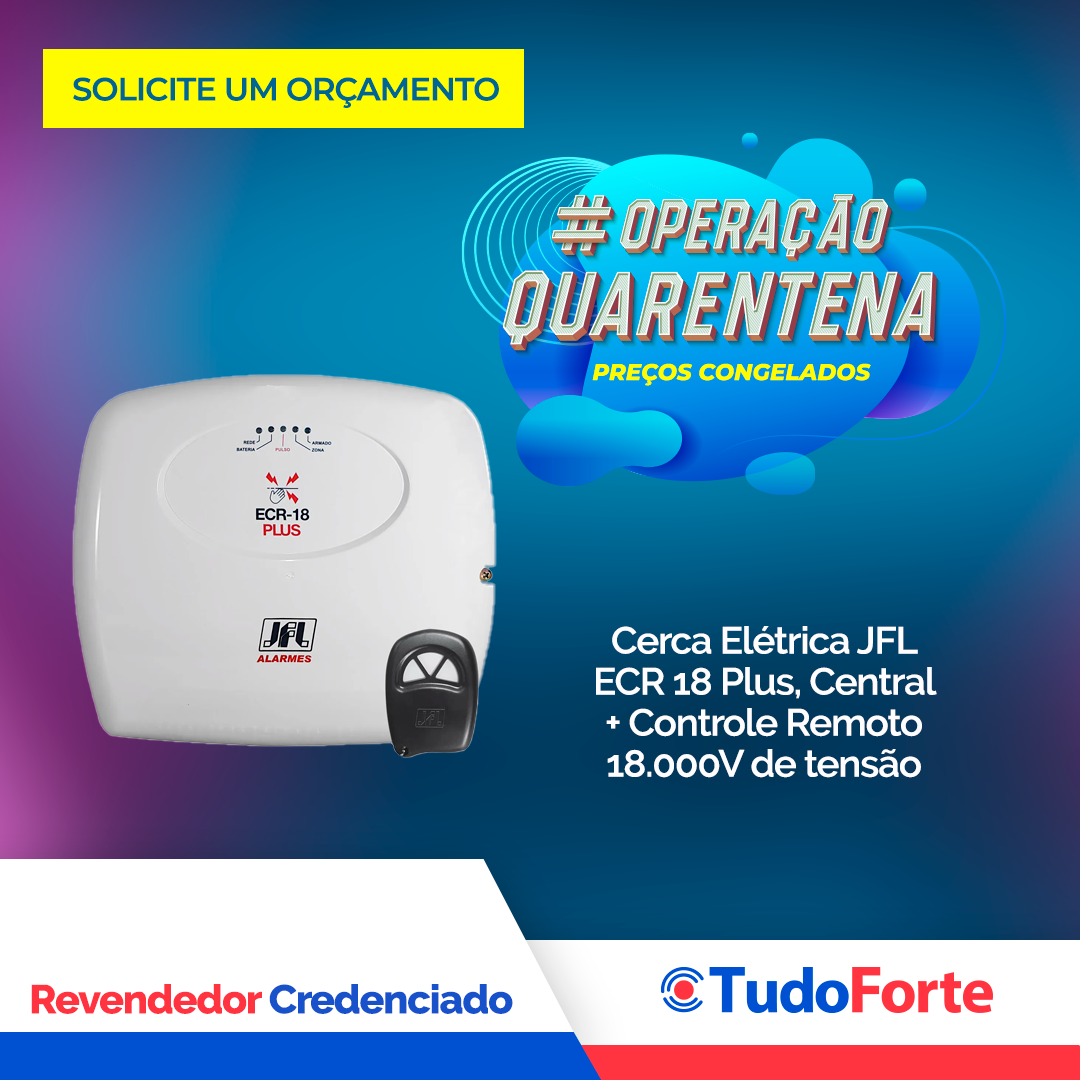 SOLICITE UM ORÇAMENTO
#OPERAÇÃO
QUARENTENA
PREÇOS CONGELADOS
REDE
BATERIA
PULSO
ARMADO
ZONA
ECR-18
PLUS
JFL
ALARMES
JFL
Cerca Elétrica JFL
ECR 18 Plus, Central
+ Controle Remoto
18.000V de tensão
Revendedor Credenciado
TudoForte